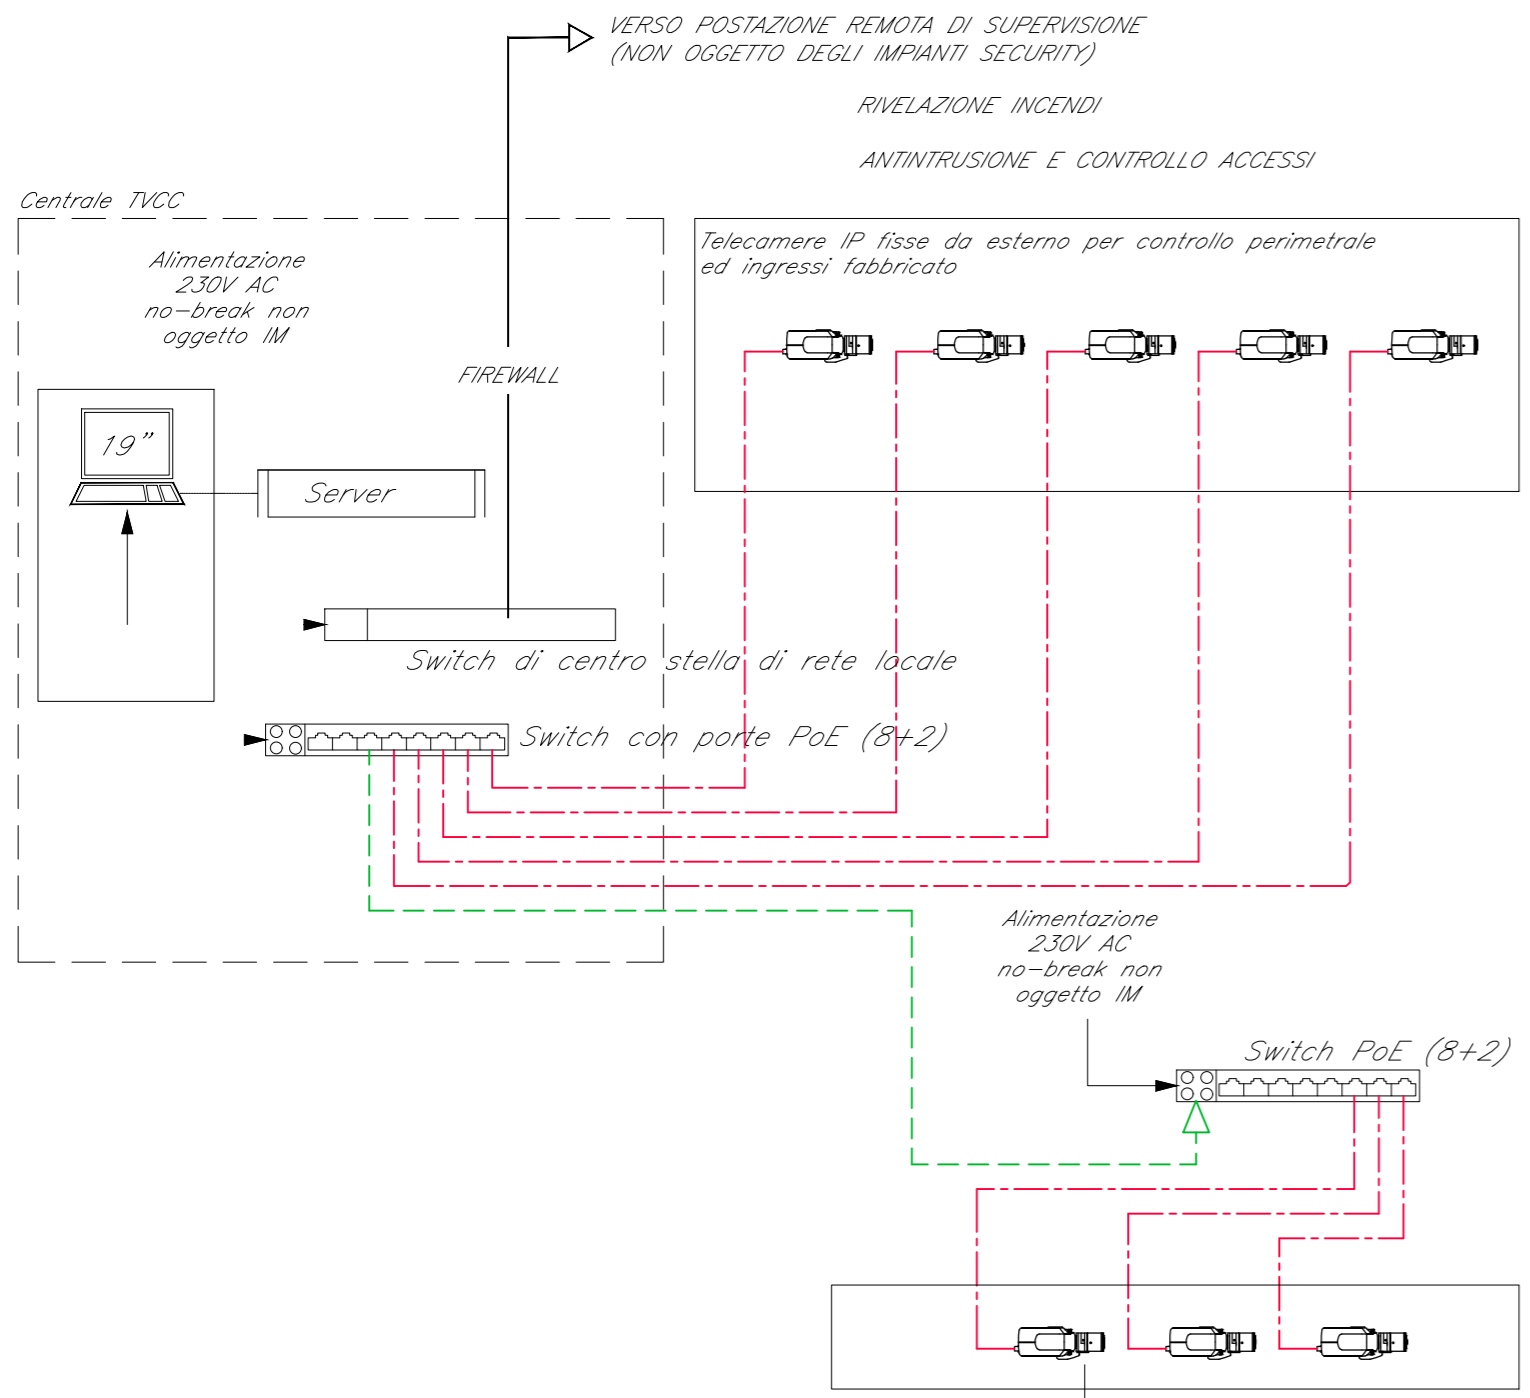 VERSO POSTAZIONE REMOTA DI SUPERVISIONE
(NON OGGETTO DEGLI IMPIANTI SECURITY)
RIVELAZIONE INCENDI
ANTINTRUSIONE E CONTROLLO ACCESSI
Centrale TVCC
Alimentazione
230V AC
no-break non
oggetto IM
Telecamere IP fisse da esterno per controllo perimetrale
ed ingressi fabbricato
FIREWALL
19"
Server
Switch di centro stella di rete locale
Switch con porte PoE (8+2)
Alimentazione
230V AC
no-break non
oggetto IM
Switch PoE (8+2)